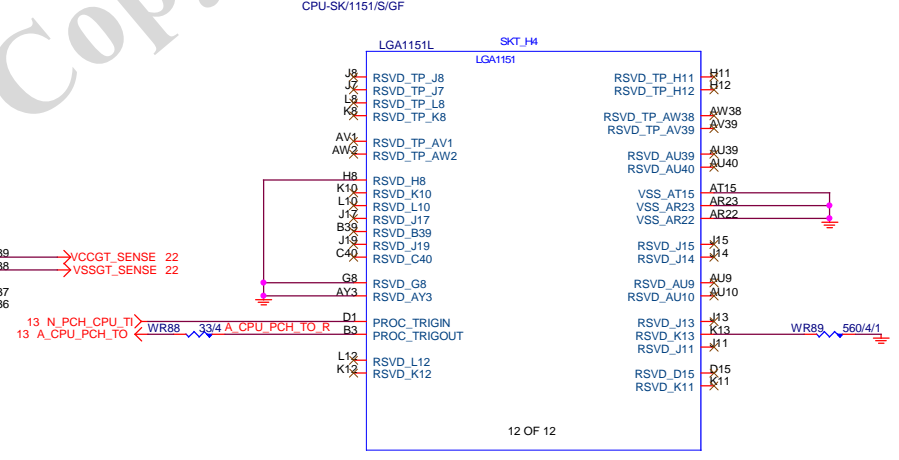 CPU-SK/1151/S/GF
Cop
LGA1151L SKT_H4
LGA1151
J8 RSVD_TP_J8 RSVD_TP_H11 H11
J7 RSVD_TP_J7 RSVD_TP_H12 H12
L8 RSVD_TP_L8
K8 RSVD_TP_K8 RSVD_TP_AW38 AW38
RSVD_TP_AV39 AV39
AV1 RSVD_TP_AV1
AW2 RSVD_TP_AW2 RSVD_AU39 AU39
RSVD_AU40 AU40
H8 RSVD_H8
K10 RSVD_K10 VSS_AT15 AT15
L10 RSVD_L10 VSS_AR23 AR23
J17 RSVD_J17 VSS_AR22 AR22
B39 RSVD_B39
J19 RSVD_J19 RSVD_J15 J15
C40 RSVD_C40 RSVD_J14 J14
VCCGT_SENSE 22
VSSGT_SENSE 22
G8 RSVD_G8 RSVD_AU9 AU9
AY3 RSVD_AY3 RSVD_AU10 AU10
13 N_PCH_CPU_TI D1 PROC_TRIGIN RSVD_J13 J13
13 A_CPU_PCH_TO WR88 33/4 A_CPU_PCH_TO_R B3 PROC_TRIGOUT RSVD_K13 K13 WR89 560/4/1
RSVD_J11 J11
L12 RSVD_L12
K12 RSVD_K12 RSVD_D15 D15
RSVD_K11 K11
12 OF 12